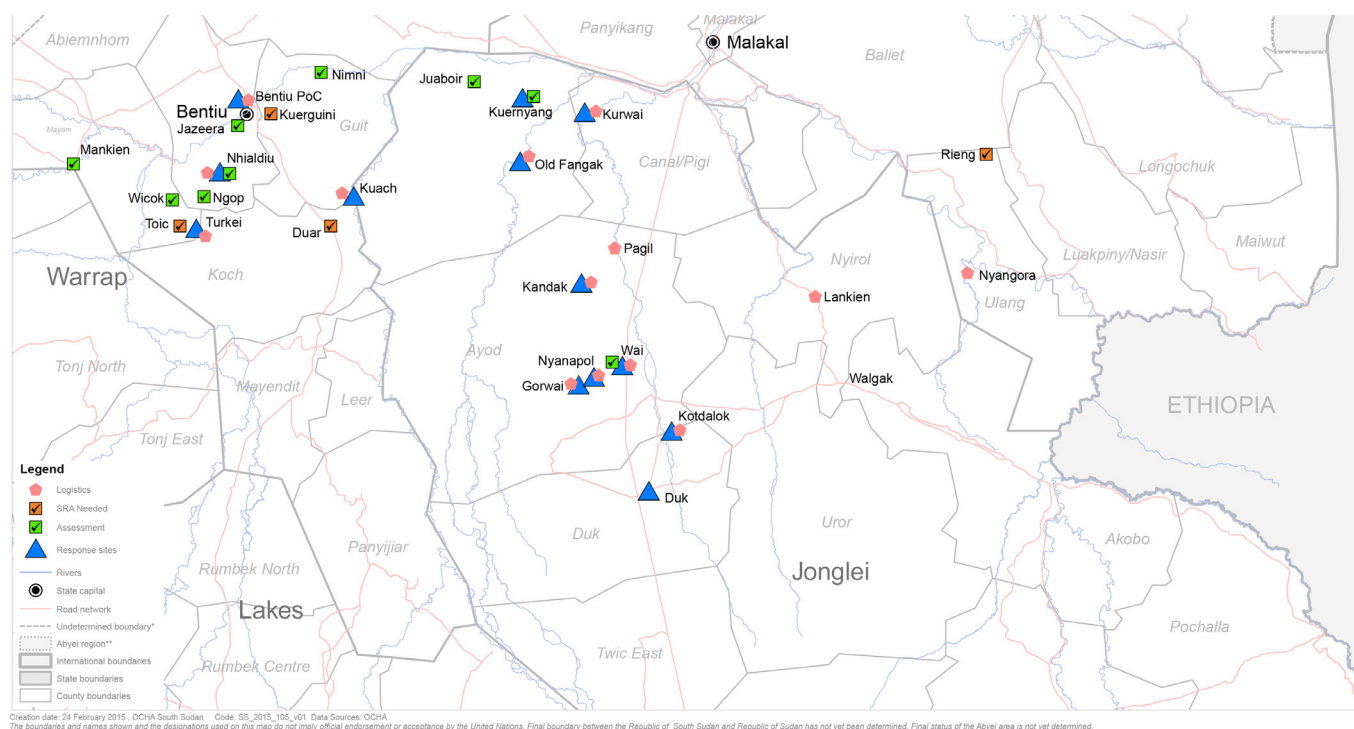 Malakal
Panyikang
Malakal
Abiemnhom
Baliet
Nimni
Juaboir
Bentiu PoC
Kuernyang
Bentiu
Kuerguini
Kurwai
Jazeera
Guit
Mayom
Mankien
Nhialdiu
Old Fangak
Canal/Pigi
Rieng
Longochuk
Kuach
Wicok
Ngop
Toic
Turkei
Duar
Pagil
Maiwut
Luakpiny/Nasir
Nyirol
Warrap
Koch
Kandak
Nyangora
Lankien
Ulang
Ayod
Wai
Nyanapol
Tonj North
Gorwai
Walgak
Mayendit
Leer
ETHIOPIA
Kotdalok
Tonj East
Legend
Logistics
SRA Needed
Assessment
Response sites
Rivers
State capital
Road network
Undetermined boundary*
Abyei region**
International boundaries
State boundaries
County boundaries
Duk
Uror
Duk
Akobo
Panyijiar
Rumbek North
Jonglei
Lakes
Pochalla
Twic East
Rumbek Centre
Creation date: 24 February 2015 , OCHA South Sudan Code: SS_2015_105_v01 Data Sources: OCHA
The boundaries and names shown and the designations used on this map do not imply official endorsement or acceptance by the United Nations. Final boundary between the Republic of South Sudan and Republic of Sudan has not yet been determined. Final status of the Abyei area is not yet determined.